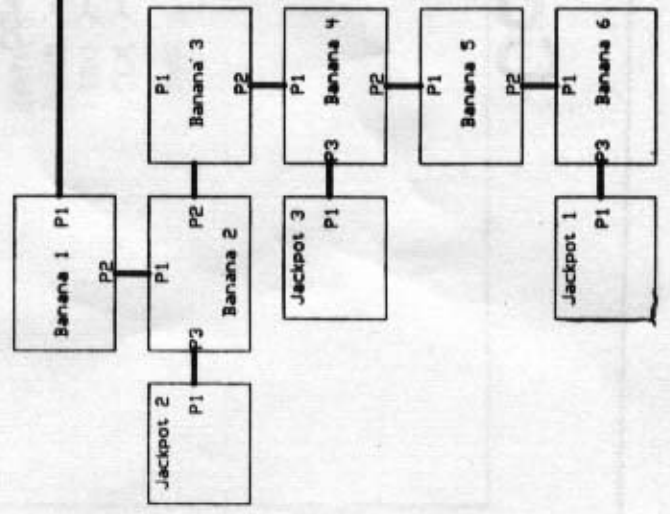 Banana 1 P1
P2
Jackpot 2 P1 P1
P1 P3 P2 Banana 3
Banana 2 P2
Jackpot 3 P1
P1 P3 Banana 4
P2
P1
Banana 5
P2
Jackpot 1 P1
P1 P3 Banana 6